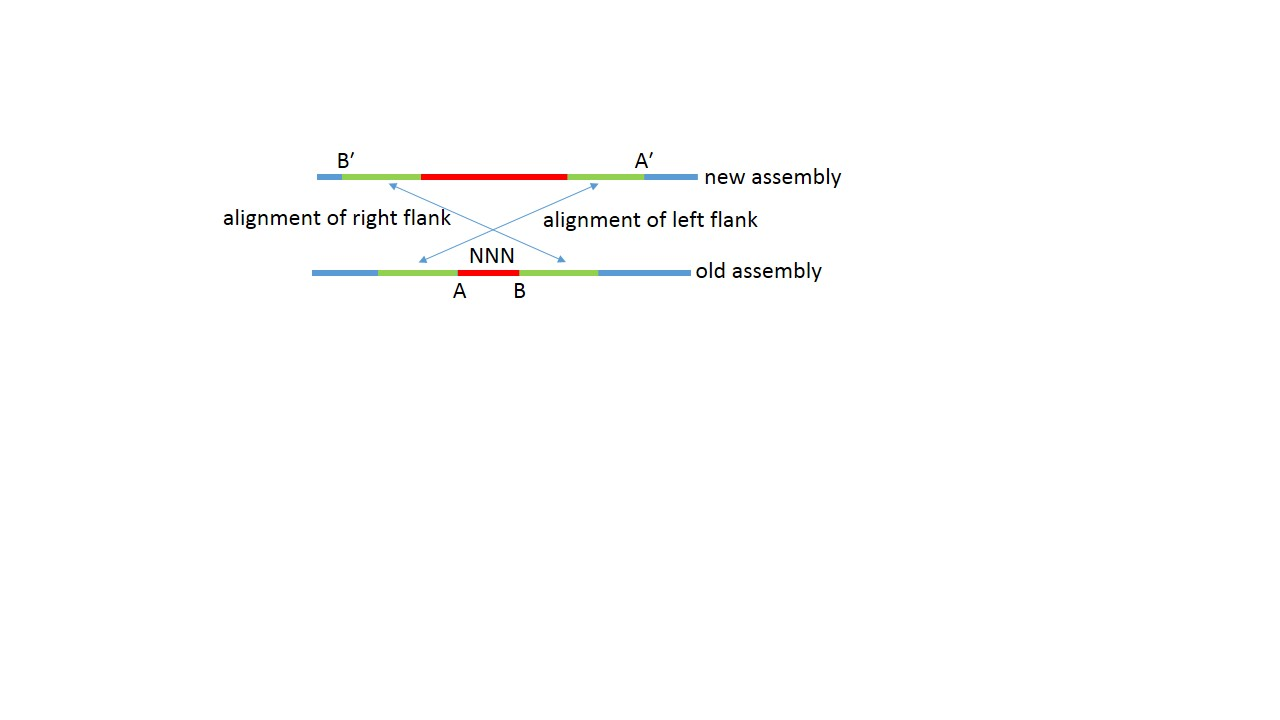 B′ A′
new assembly
alignment of right flank alignment of left flank
NNN
old assembly
A B